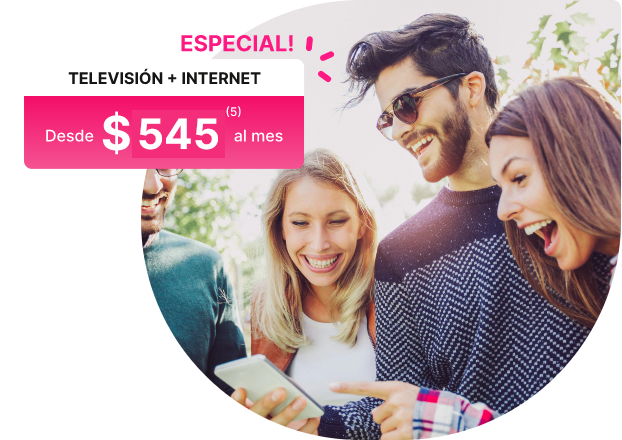 ESPECIAL!
TELEVISIÓN + INTERNET
Desde $545 (5) al mes